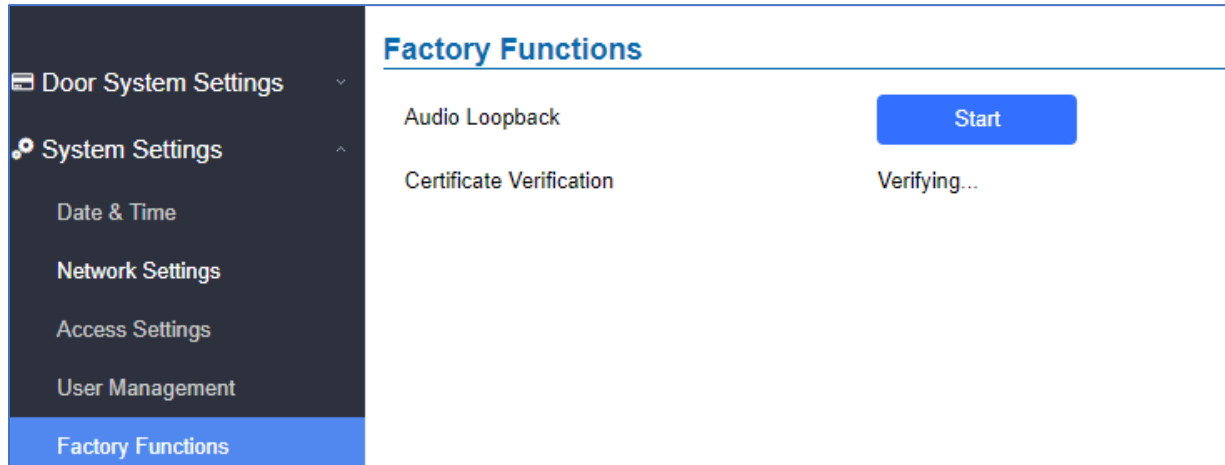 Door System Settings
System Settings
Date & Time
Network Settings
Access Settings
User Management
Factory Functions
Factory Functions
Audio Loopback
Start
Certificate Verification
Verifying...